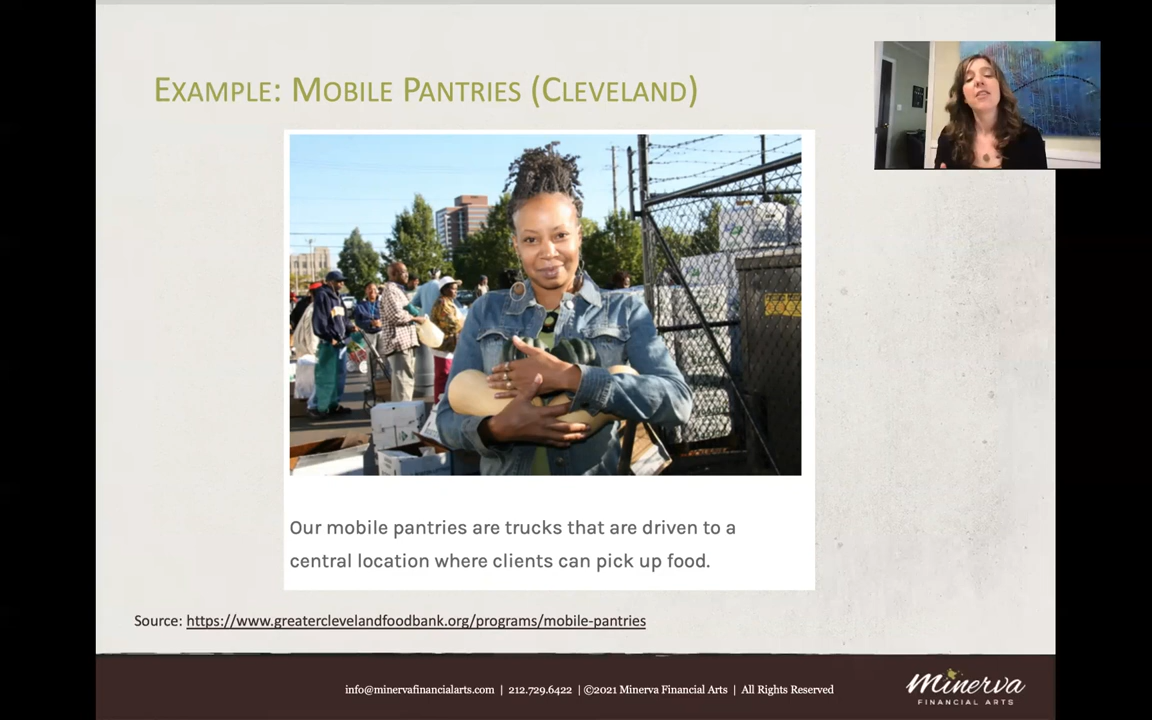 Example: Mobile Pantries (Cleveland)
Our mobile pantries are trucks that are driven to a
central location where clients can pick up food.
Source: https://www.greaterclevelandfoodbank.org/programs/mobile-pantries
info@minervafinancialarts.com | 212.729.6422 | ©2021 Minerva Financial Arts | All Rights Reserved
Minerva
FINANCIAL ARTS